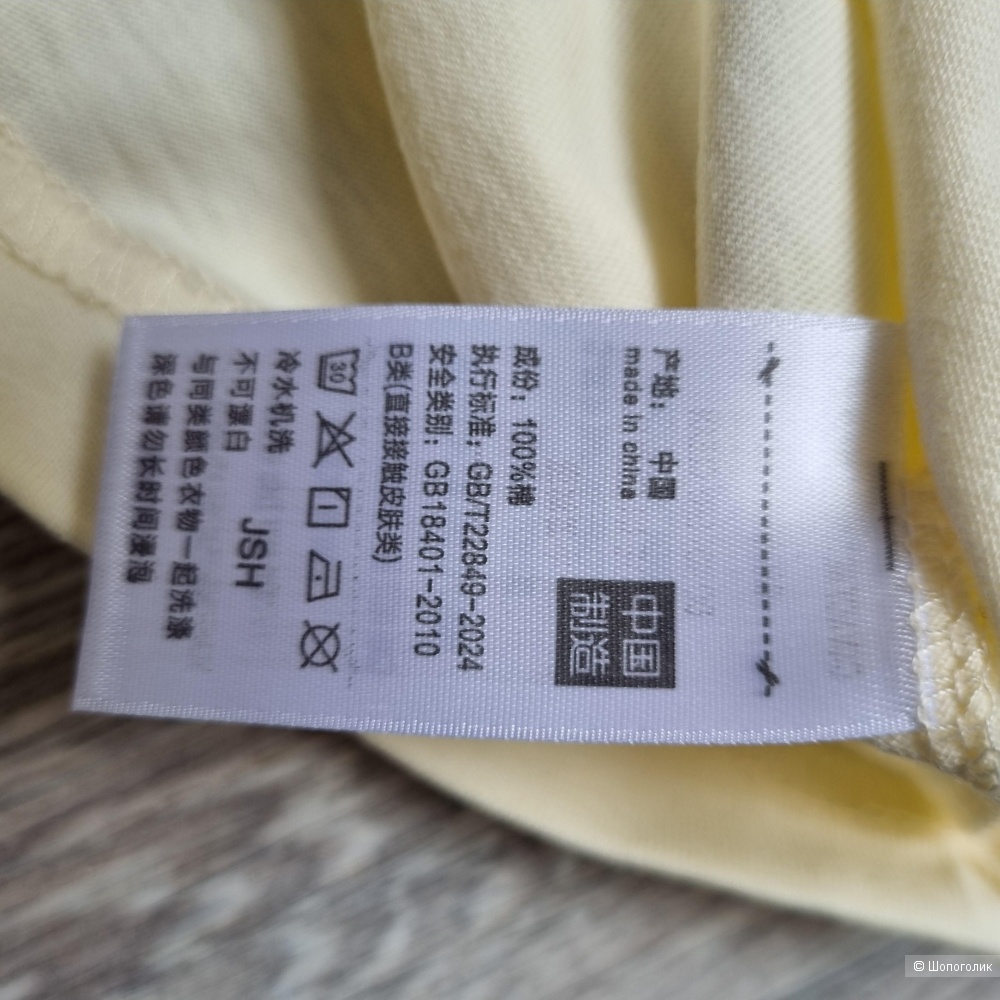 产地：中国
made in china
中国
制造
成份：100%棉
执行标准：GB/T22849-2024
安全类别：GB18401-2010
B类(直接接触皮肤类)
30
冷水机洗
不可漂白
JSH
与同类颜色衣物一起洗涤
深色请勿长时间浸泡
© Шопоголик